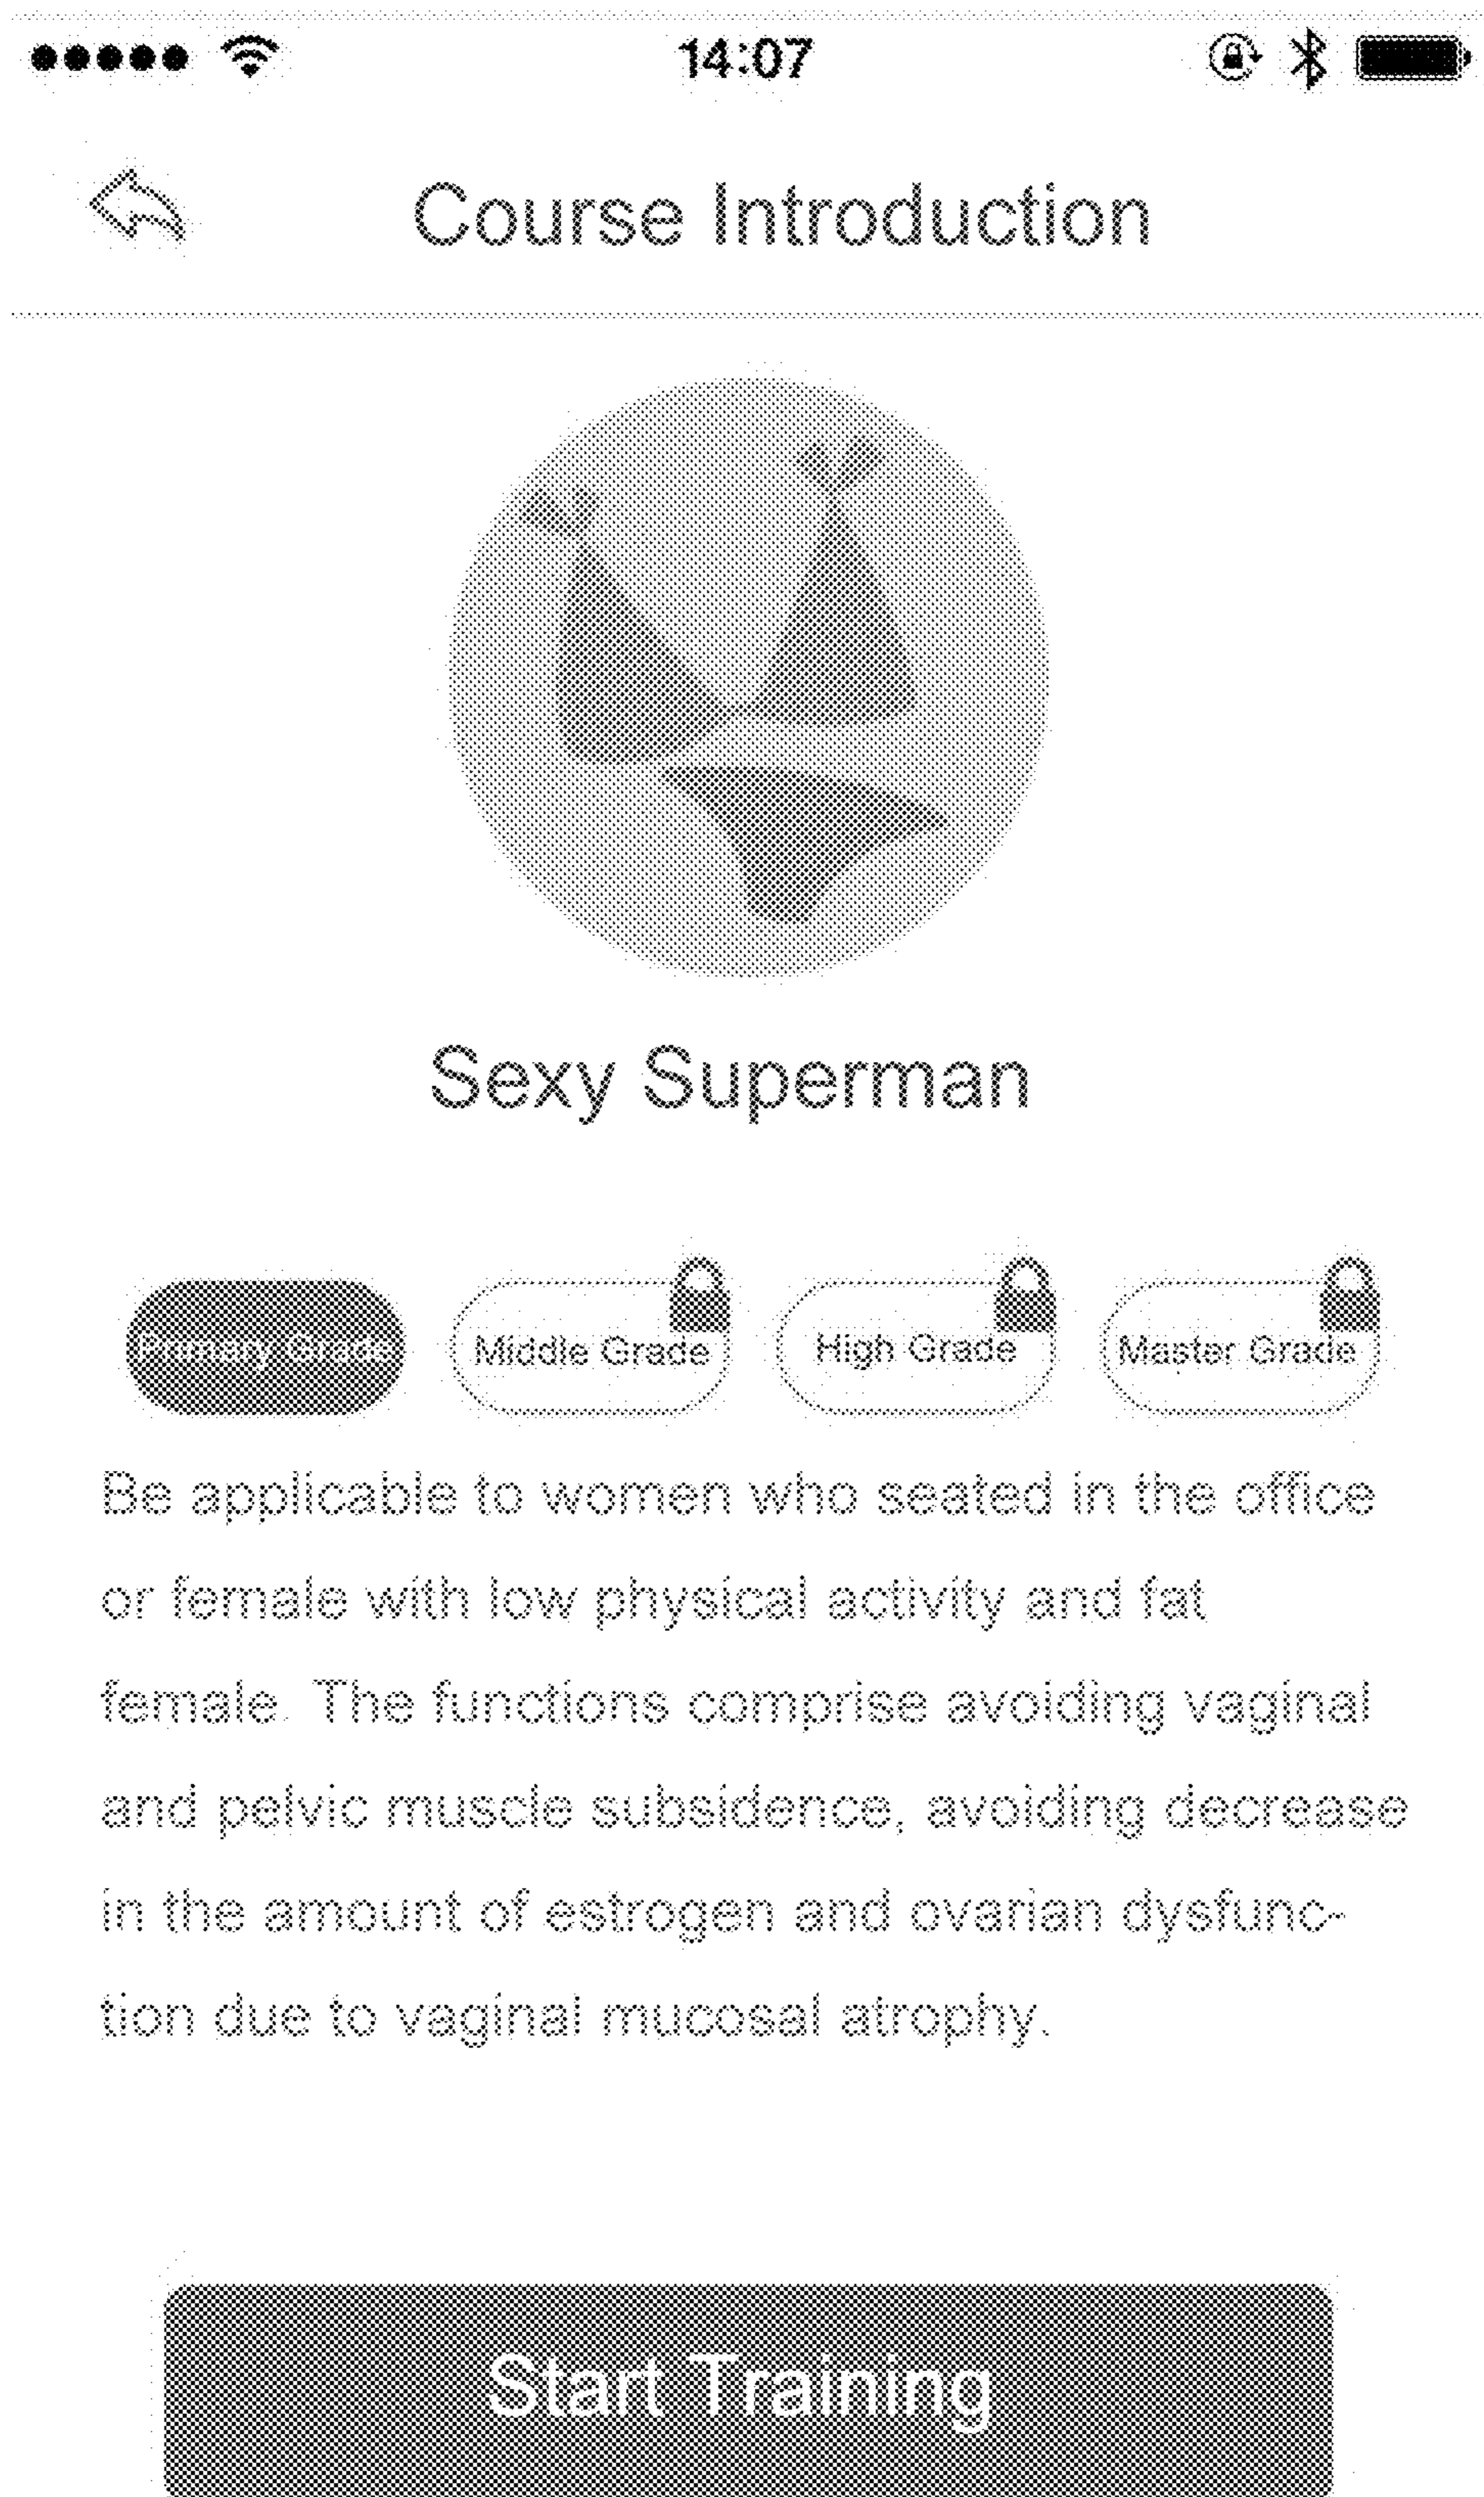 14:07
Course Introduction
Sexy Superman
Primary Grade Middle Grade High Grade Master Grade
Be applicable to women who seated in the office
or female with low physical activity and fat
female. The functions comprise avoiding vaginal
and pelvic muscle subsidence, avoiding decrease
in the amount of estrogen and ovarian dysfunc-
tion due to vaginal mucosal atrophy.
Start Training